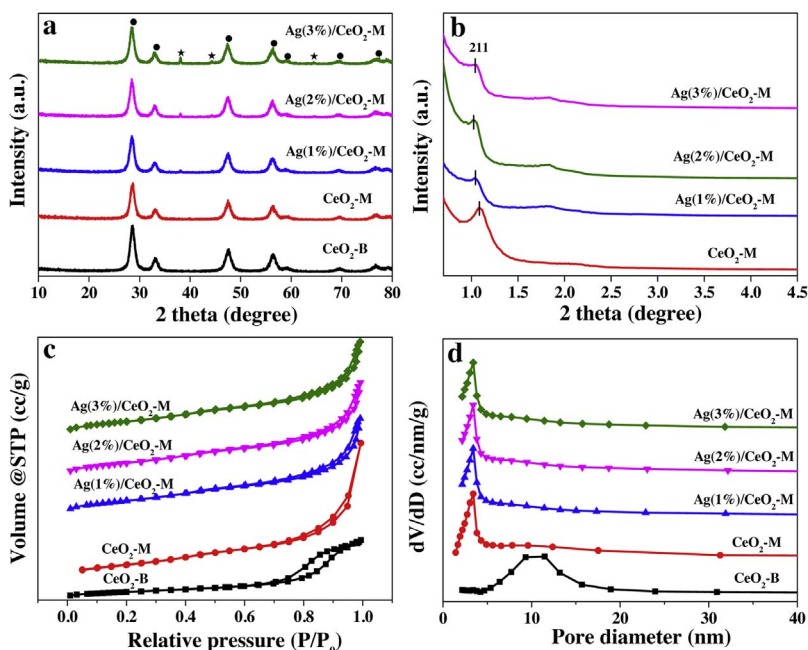 a
Ag(3%)/CeO₂-M
Ag(2%)/CeO₂-M
Ag(1%)/CeO₂-M
CeO₂-M
CeO₂-B
Intensity (a.u.)
10 20 30 40 50 60 70 80
2 theta (degree)
b
211
Ag(3%)/CeO₂-M
Ag(2%)/CeO₂-M
Ag(1%)/CeO₂-M
CeO₂-M
Intensity (a.u.)
1.0 1.5 2.0 2.5 3.0 3.5 4.0 4.5
2 theta (degree)
c
Ag(3%)/CeO₂-M
Ag(2%)/CeO₂-M
Ag(1%)/CeO₂-M
CeO₂-M
CeO₂-B
Volume @STP (cc/g)
0.0 0.2 0.4 0.6 0.8 1.0
Relative pressure (P/P₀)
d
Ag(3%)/CeO₂-M
Ag(2%)/CeO₂-M
Ag(1%)/CeO₂-M
CeO₂-M
CeO₂-B
dV/dD (cc/nm/g)
0 5 10 15 20 25 30 35 40
Pore diameter (nm)